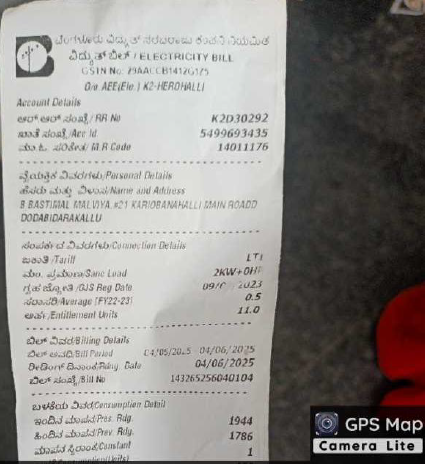 ಬೆಂಗಳೂರು ವಿದ್ಯುತ್ ಸರಬರಾಜು ಕಂಪನಿ ನಿಯಮಿತ
ವಿದ್ಯುತ್ ಬಿಲ್ / ELECTRICITY BILL
GSTN No: 29AACCB1412G1Z5
O/o AEE(Ele.) K2-HEROHALLI
Account Details
ಆರ್ ಆರ್ ಸಂಖ್ಯೆ/ RR No K2D30292
ಖಾತೆ ಸಂಖ್ಯೆ/Acc Id 5499693435
ಮಾ.ಓ. ಸಂಕೇತ/ M.R Code 14011176
ವೈಯಕ್ತಿಕ ವಿವರಗಳು/Personal Details
ಹೆಸರು ಮತ್ತು ವಿಳಾಸ/Name and Address
B BASTIMAL MALVIYA #21 KARIOBANAHALLI MAIN ROADD
DODABIDARAKALLU
ಸಂಪರ್ಕದ ವಿವರಗಳು/Connection Details
ಜಕಾತಿ/Tariff LT1
ಮಂ. ಪ್ರಮಾಣ/Sanc Load 2KW+0HP
ಗೃಹ ಜ್ಯೋತಿ/GJS Reg Date 2023
ಸರಾಸರಿ/Average [FY22-23] 0.5
ಅರ್ಹ/Entitlement Units 11.0
ಬಿಲ್ ವಿವರ/Billing Details
ಬಿಲ್ ಅವಧಿ/Bill Period 04/05/2025 04/06/2025
ರೀಡಿಂಗ್ ದಿನಾಂಕ/Rdng. Date 04/06/2025
ಬಿಲ್ ಸಂಖ್ಯೆ/Bill No 143265256040104
ಬಳಕೆಯ ವಿವರ/Consumption Detail
ಇಂದಿನ ಮಾಪನ/Pres. Rdg. 1944
ಹಿಂದಿನ ಮಾಪನ/Prev. Rdg. 1786
ಮಾಪನ ಸ್ಥಿರಾಂಕ/Constant 1
GPS Map
Camera Lite